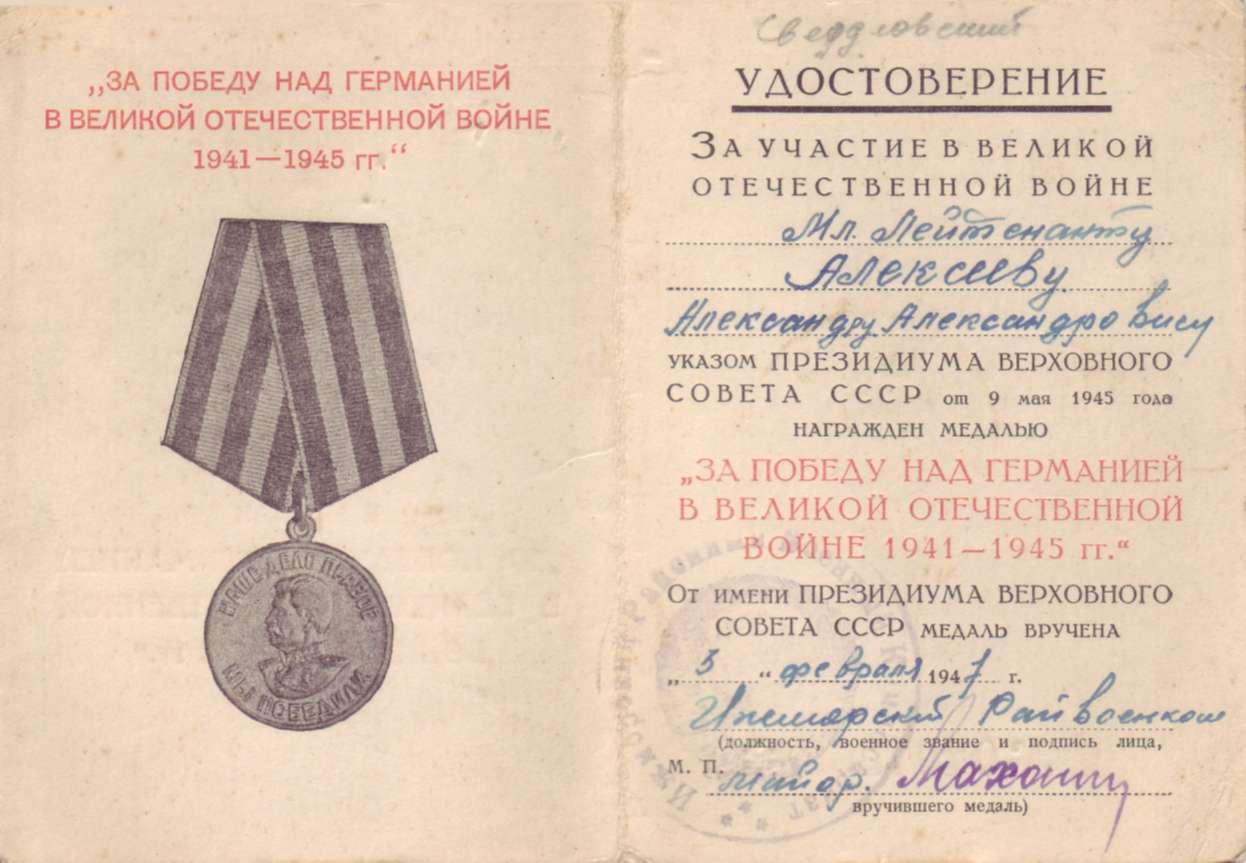 „ЗА ПОБЕДУ НАД ГЕРМАНИЕЙ
В ВЕЛИКОЙ ОТЕЧЕСТВЕННОЙ ВОЙНЕ
1941—1945 гг.“
НАШЕ ДЕЛО ПРАВОЕ
МЫ ПОБЕДИЛИ
Свердловский
УДОСТОВЕРЕНИЕ
ЗА УЧАСТИЕ В ВЕЛИКОЙ
ОТЕЧЕСТВЕННОЙ ВОЙНЕ
Мл. Лейтенанту
Алексееву
Александру Александровичу
УКАЗОМ ПРЕЗИДИУМА ВЕРХОВНОГО
СОВЕТА СССР от 9 мая 1945 года
НАГРАЖДЕН МЕДАЛЬЮ
„ЗА ПОБЕДУ НАД ГЕРМАНИЕЙ
В ВЕЛИКОЙ ОТЕЧЕСТВЕННОЙ
ВОЙНЕ 1941—1945 гг.“
ОТ ИМЕНИ ПРЕЗИДИУМА ВЕРХОВНОГО
СОВЕТА СССР МЕДАЛЬ ВРУЧЕНА
„5“ февраля 1947 г.
Ижморский Райвоенком
(должность, военное звание и подпись лица,
М. П. майор.
вручившего медаль)